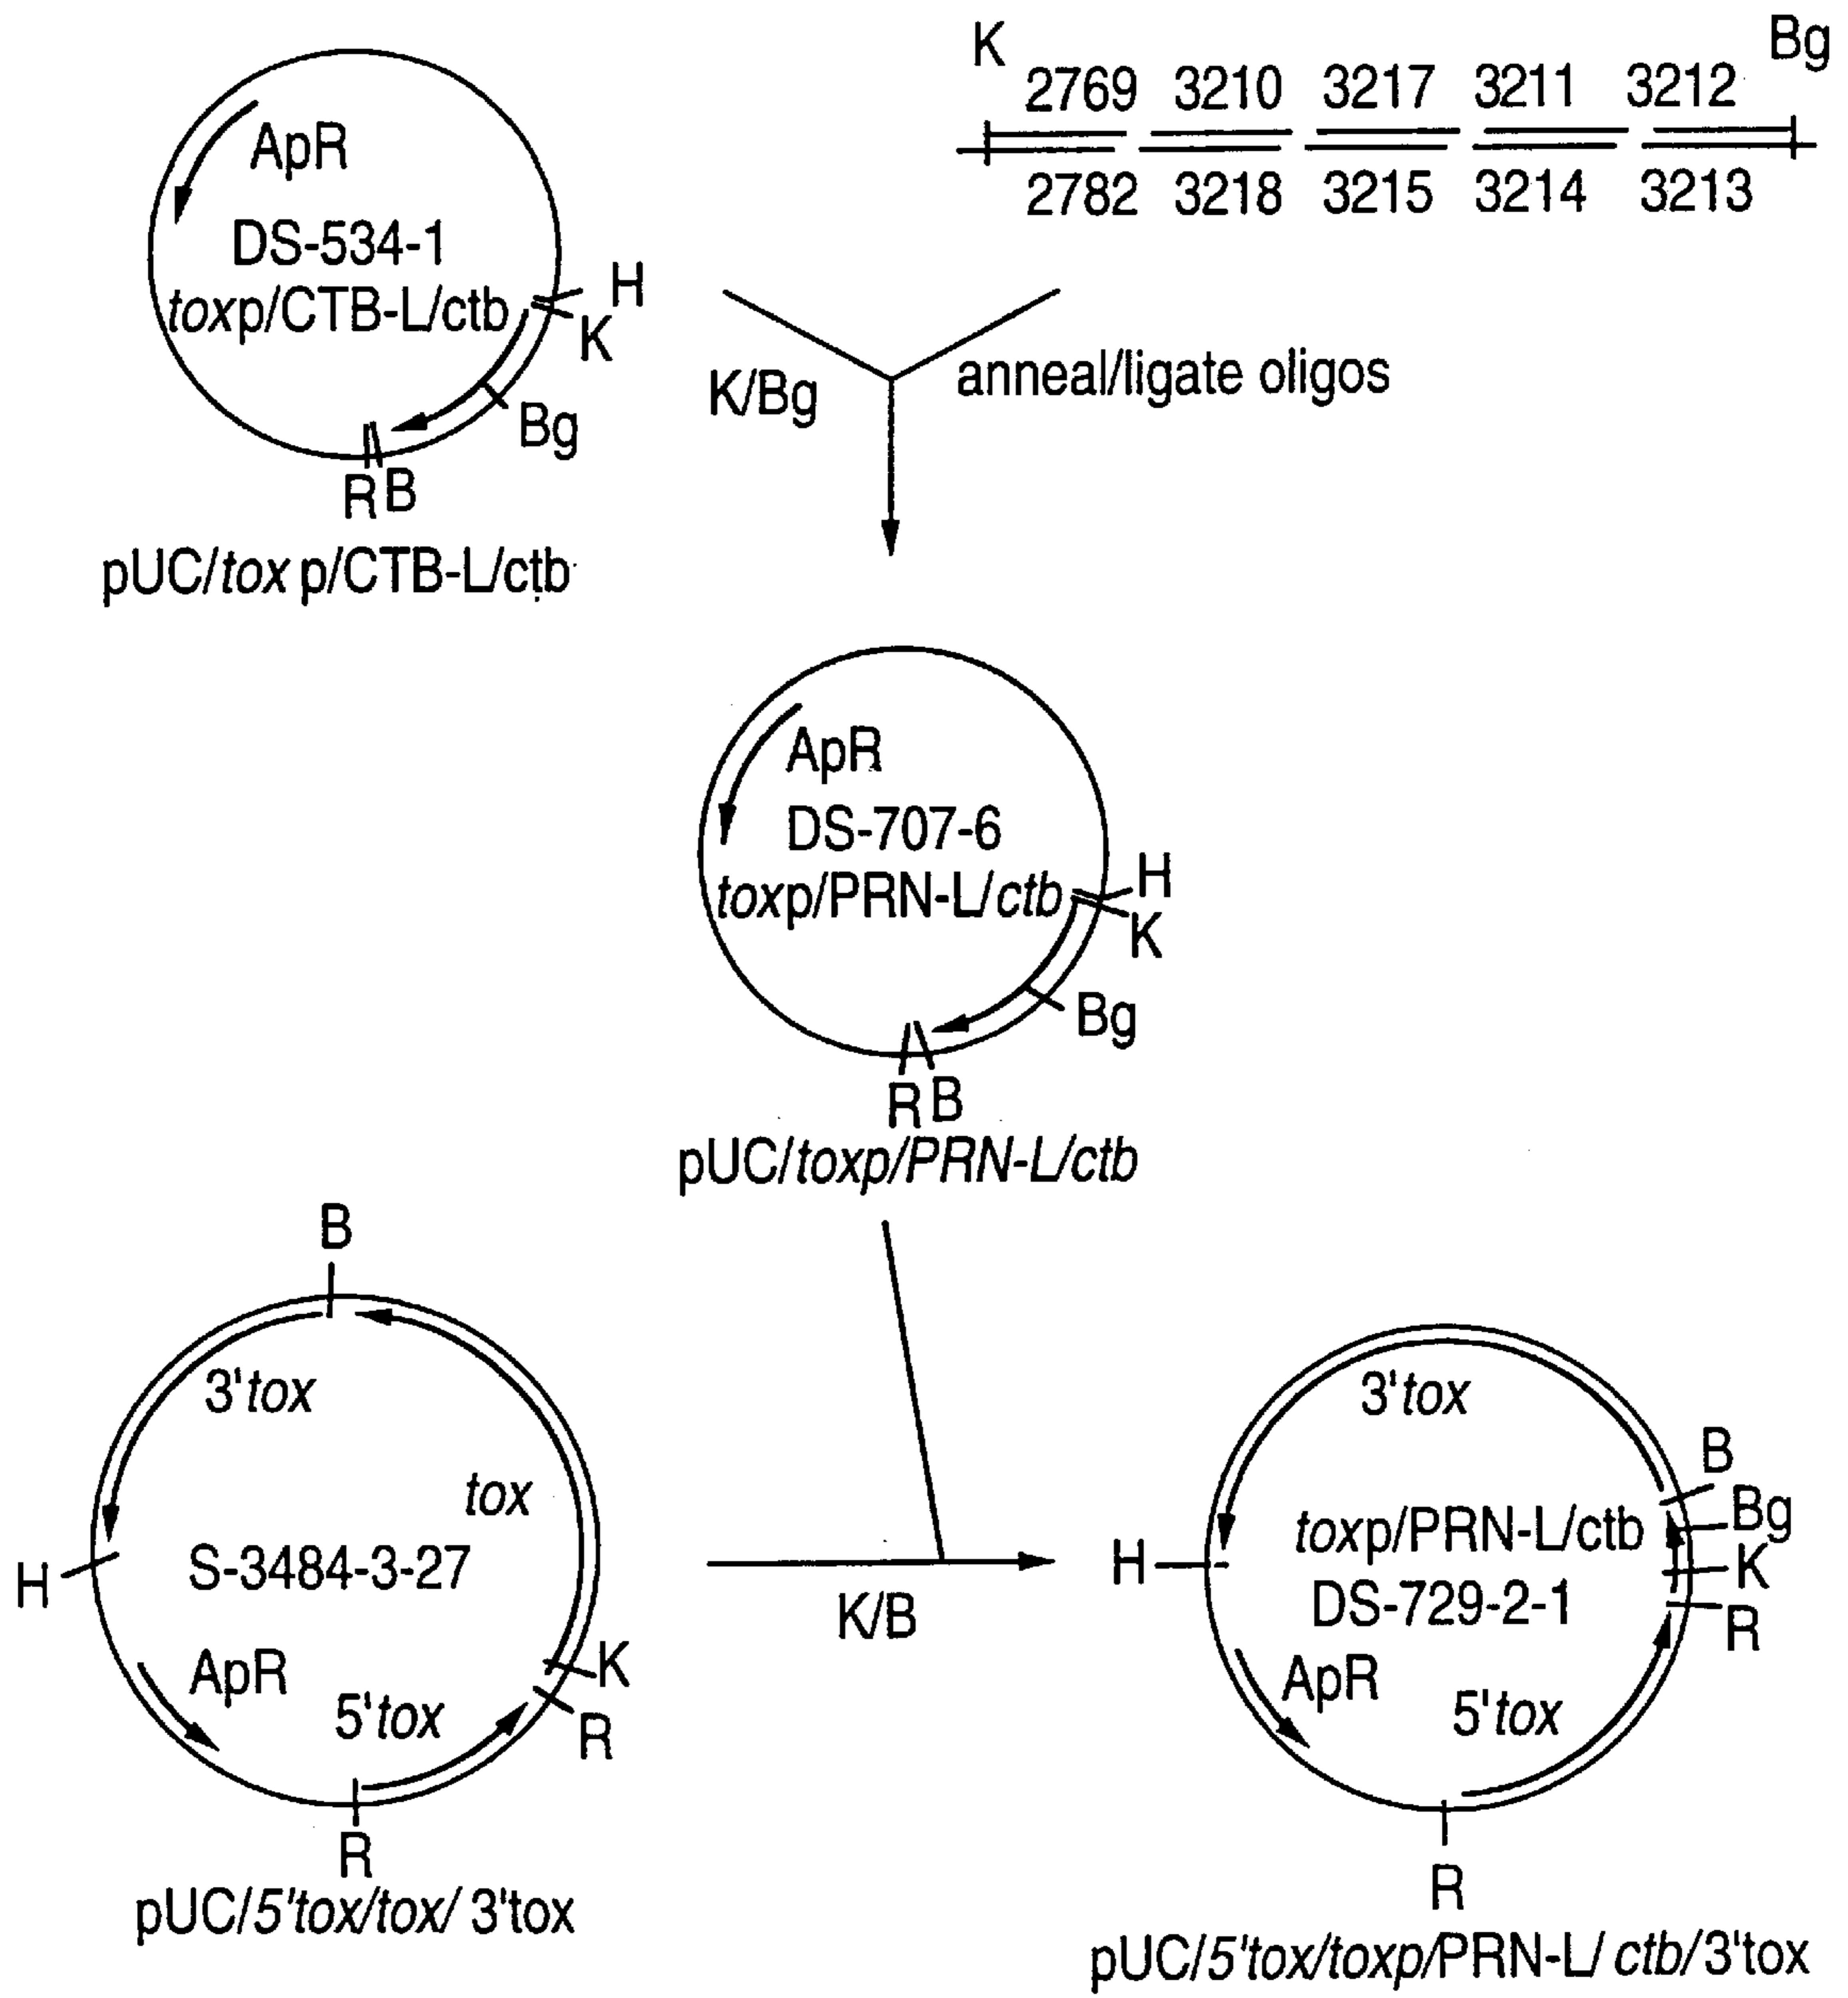 K
Bg
2769 3210 3217 3211 3212
2782 3218 3215 3214 3213
ApR
DS-534-1
toxp/CTB-L/ctb
H
K
Bg
R B
pUC/tox p/CTB-L/ctb
K/Bg
anneal/ligate oligos
ApR
DS-707-6
toxp/PRN-L/ctb
H
K
Bg
R B
pUC/toxp/PRN-L/ctb
B
3'tox
tox
S-3484-3-27
H
ApR
5'tox
K
R
R
pUC/5'tox/tox/ 3'tox
K/B
3'tox
B
Bg
toxp/PRN-L/ctb
K
H
DS-729-2-1
R
ApR
5'tox
R
pUC/5'tox/toxp/PRN-L/ ctb/3'tox